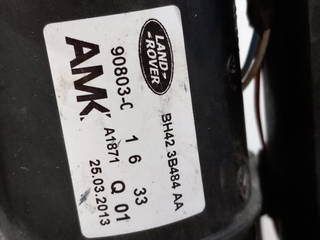 LAND-
ROVER
BH42 3B484 AA
90803-C 1 6 33
AMK
A1871 Q 01
25.03.2013